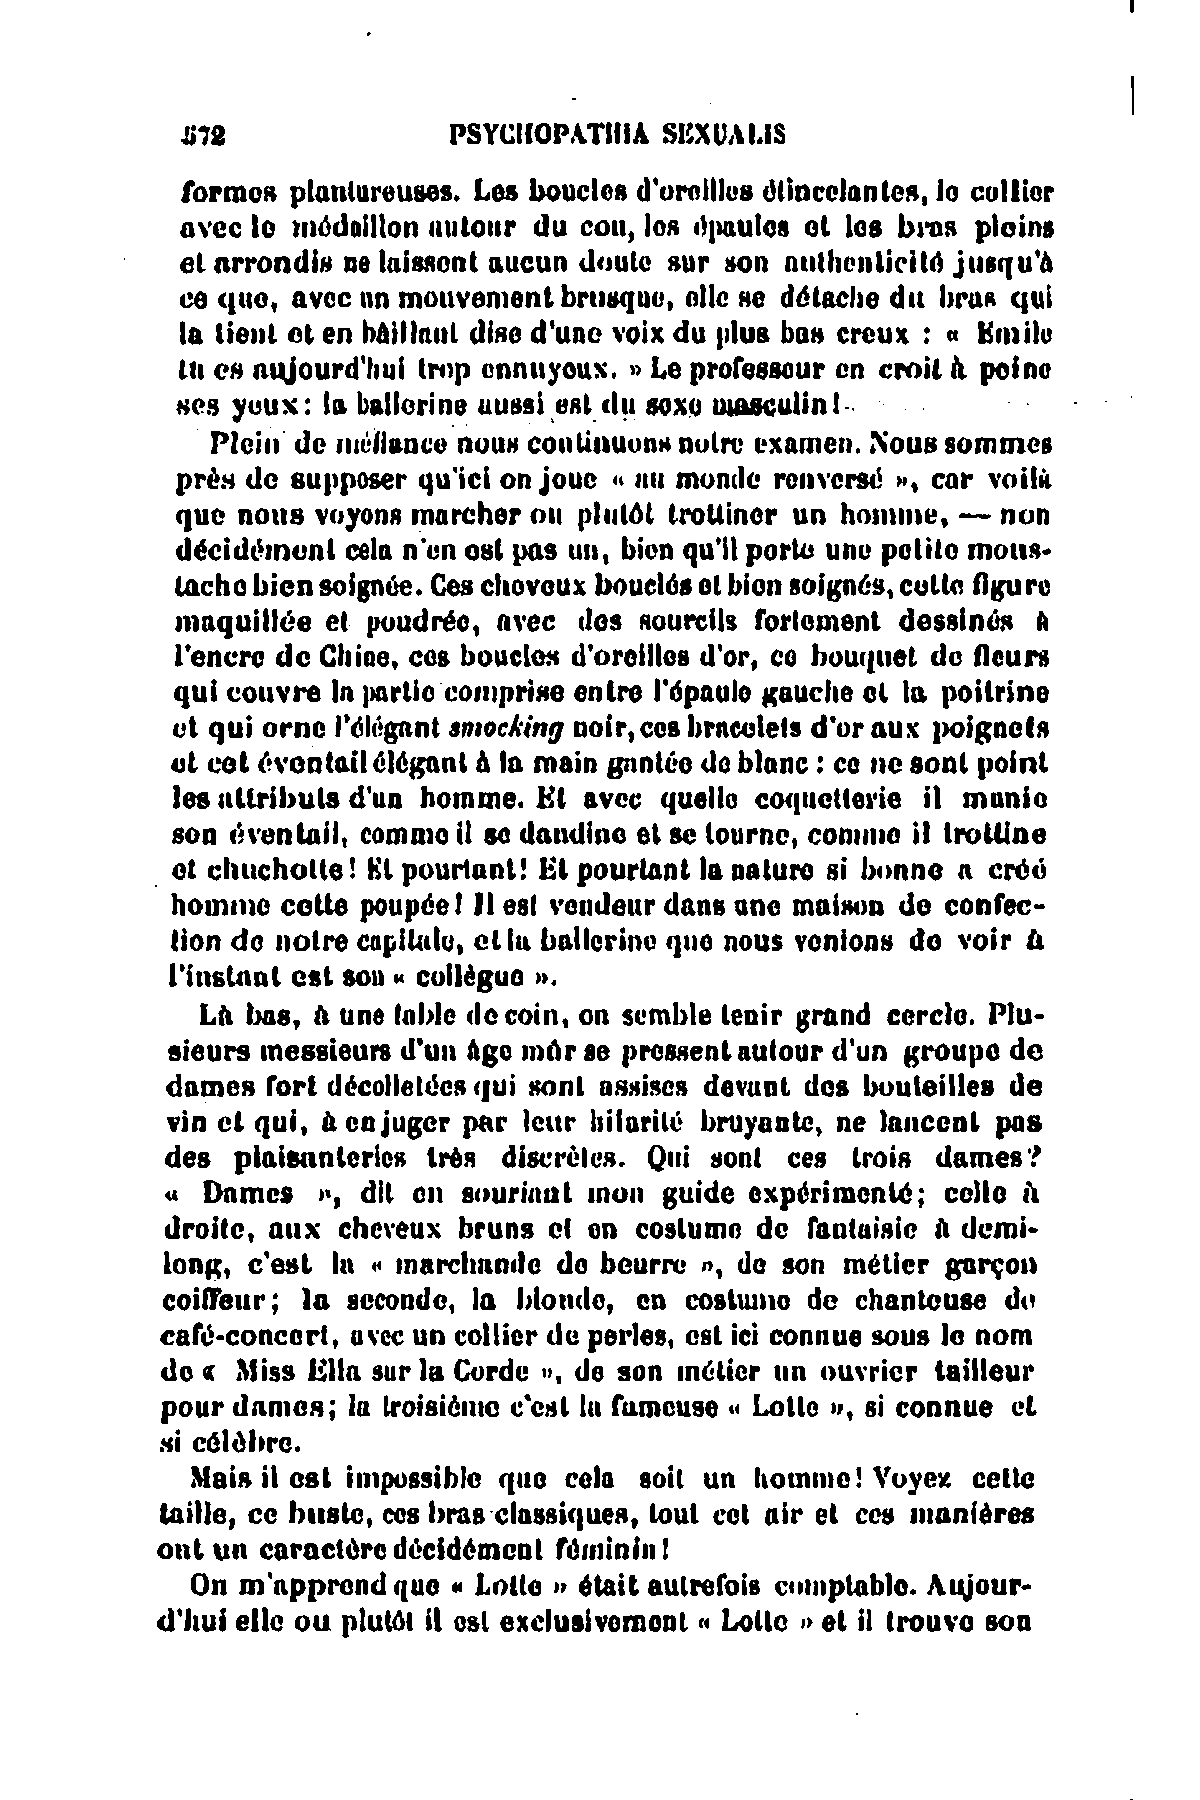 572 PSYCHOPATHIA SEXUALIS
formes plantureuses. Les boucles d'oreilles étincelantes, le collier
avec le médaillon autour du cou, les épaules et les bras pleins
et arrondis ne laissent aucun doute sur son authenticité jusqu'à
ce que, avec un mouvement brusque, elle se détache du bras qui
la tient et en bâillant dise d'une voix du plus bas creux : « Emile
tu es aujourd'hui trop ennuyeux. » Le professeur en croit à peine
ses yeux : la ballerine aussi est du sexe masculin !
Plein de méfiance nous continuons notre examen. Nous sommes
près de supposer qu'ici on joue « au monde renversé », car voilà
que nous voyons marcher ou plutôt trottiner un homme, — non
décidément cela n'en est pas un, bien qu'il porte une petite mous-
tache bien soignée. Ces cheveux bouclés et bien soignés, cette figure
maquillée et poudrée, avec des sourcils fortement dessinés à
l'encre de Chine, ces boucles d'oreilles d'or, ce bouquet de fleurs
qui couvre la partie comprise entre l'épaule gauche et la poitrine
et qui orne l'élégant smocking noir, ces bracelets d'or aux poignets
et cet éventail élégant à la main gantée de blanc : ce ne sont point
les attributs d'un homme. Et avec quelle coquetterie il manie
son éventail, comme il se dandine et se tourne, comme il trottine
et chuchotte ! Et pourtant ! Et pourtant la nature si bonne a créé
homme cette poupée ! Il est vendeur dans une maison de confec-
tion de notre capitale, et la ballerine que nous venions de voir à
l'instant est son « collègue ».
Là bas, à une table de coin, on semble tenir grand cercle. Plu-
sieurs messieurs d'un âge mûr se pressent autour d'un groupe de
dames fort décolletées qui sont assises devant des bouteilles de
vin et qui, à en juger par leur hilarité bruyante, ne lancent pas
des plaisanteries très discrètes. Qui sont ces trois dames ?
« Dames », dit en souriant mon guide expérimenté ; celle à
droite, aux cheveux bruns et en costume de fantaisie à demi-
long, c'est la « marchande de beurre », de son métier garçon
coiffeur ; la seconde, la blonde, en costume de chanteuse de
café-concert, avec un collier de perles, est ici connue sous le nom
de « Miss Ella sur la Corde », de son métier un ouvrier tailleur
pour dames ; la troisième c'est la fameuse « Lotte », si connue et
si célèbre.
Mais il est impossible que cela soit un homme ! Voyez cette
taille, ce buste, ces bras classiques, tout cet air et ces manières
ont un caractère décidément féminin !
On m'apprend que « Lotte » était autrefois comptable. Aujour-
d'hui elle ou plutôt il est exclusivement « Lotte » et il trouve son